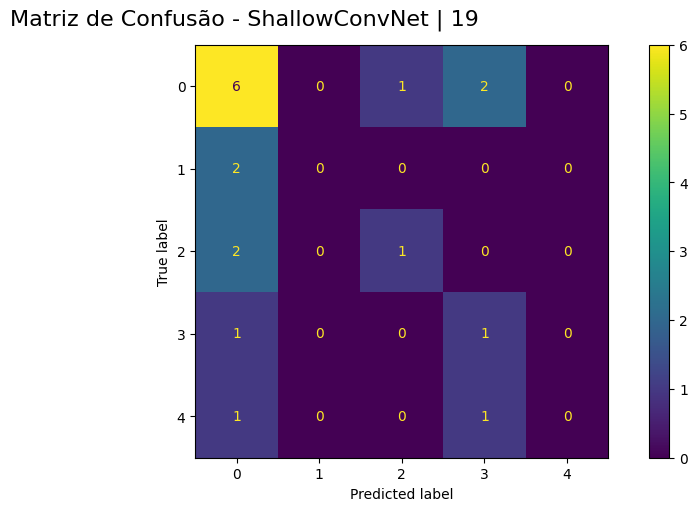 Matriz de Confusão - ShallowConvNet | 19
True label
0 6 0 1 2 0
1 2 0 0 0 0
2 2 0 1 0 0
3 1 0 0 1 0
4 1 0 0 1 0
0 1 2 3 4
Predicted label
6
5
4
3
2
1
0